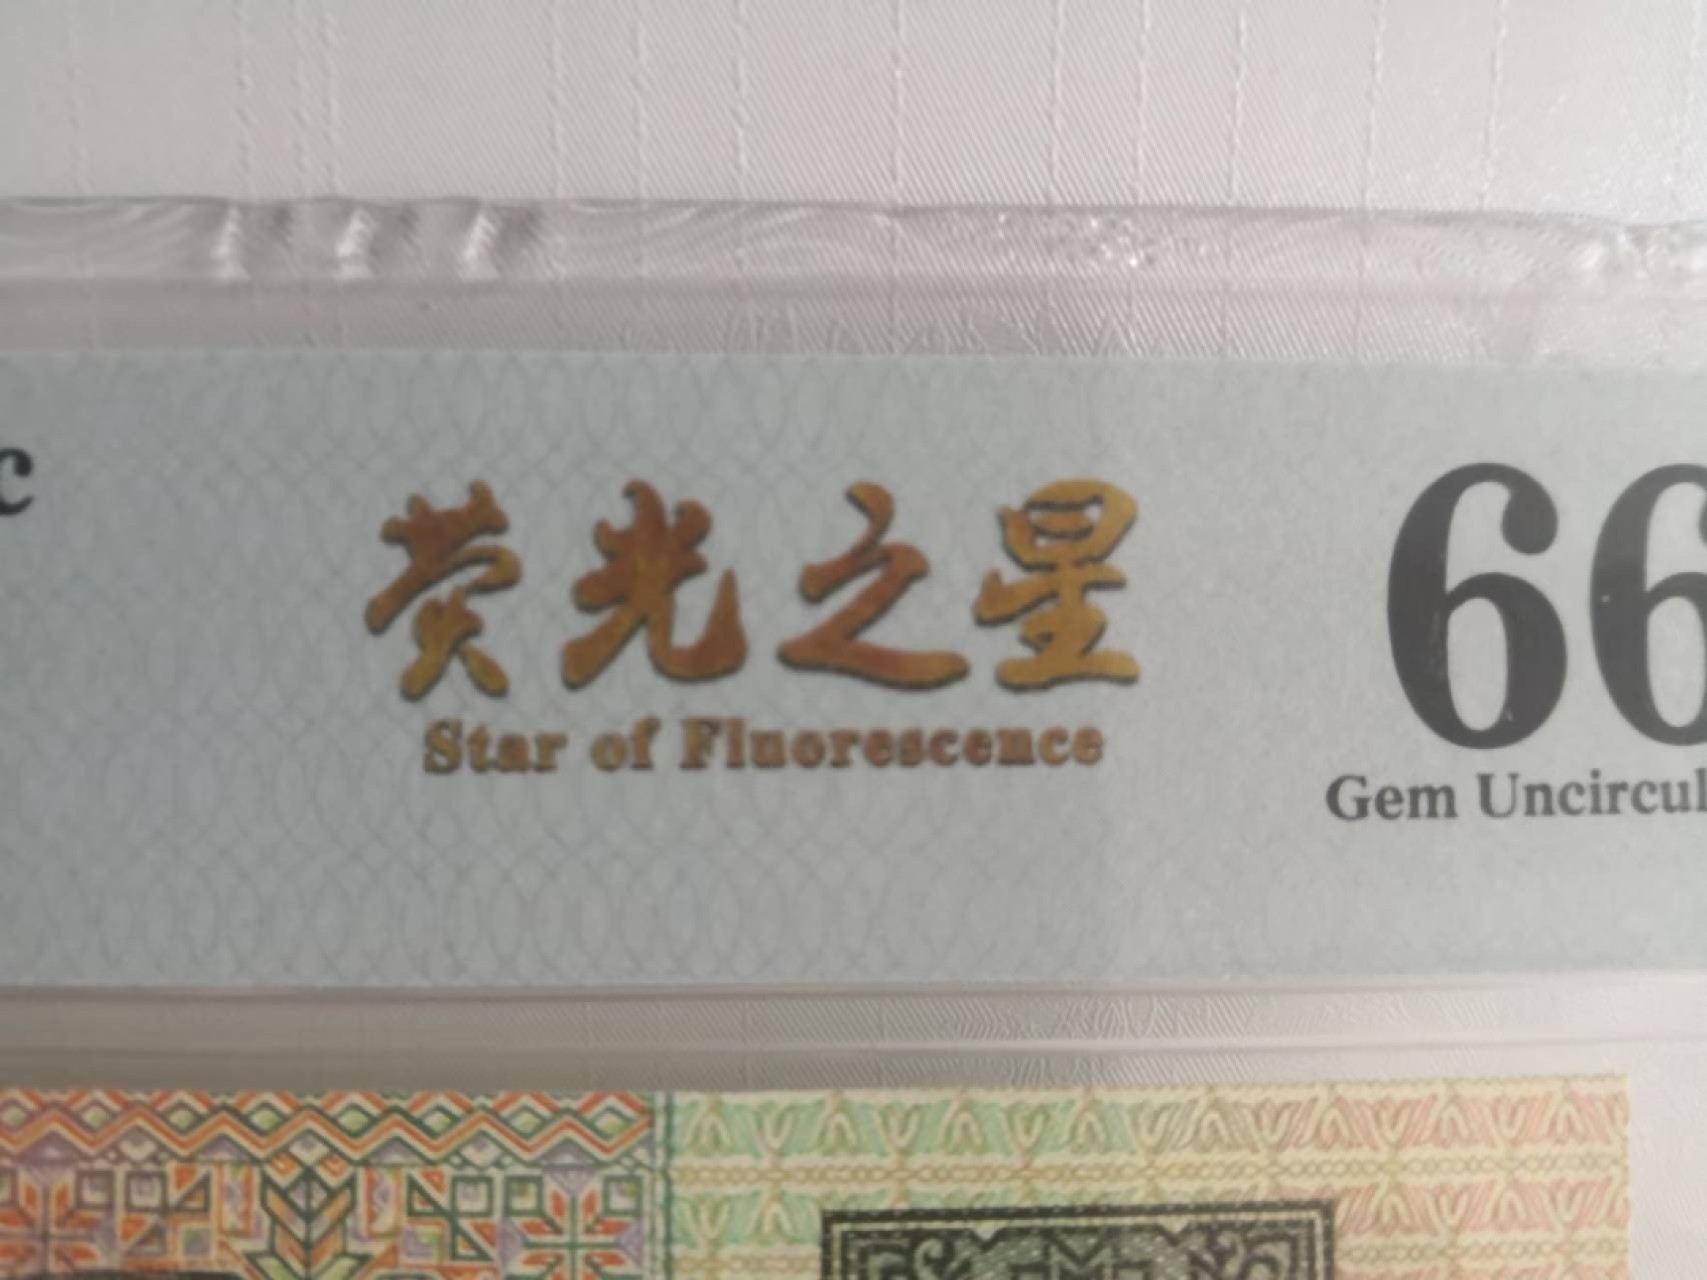 c
荧光之星
Star of Fluorescence
66
Gem Uncircul